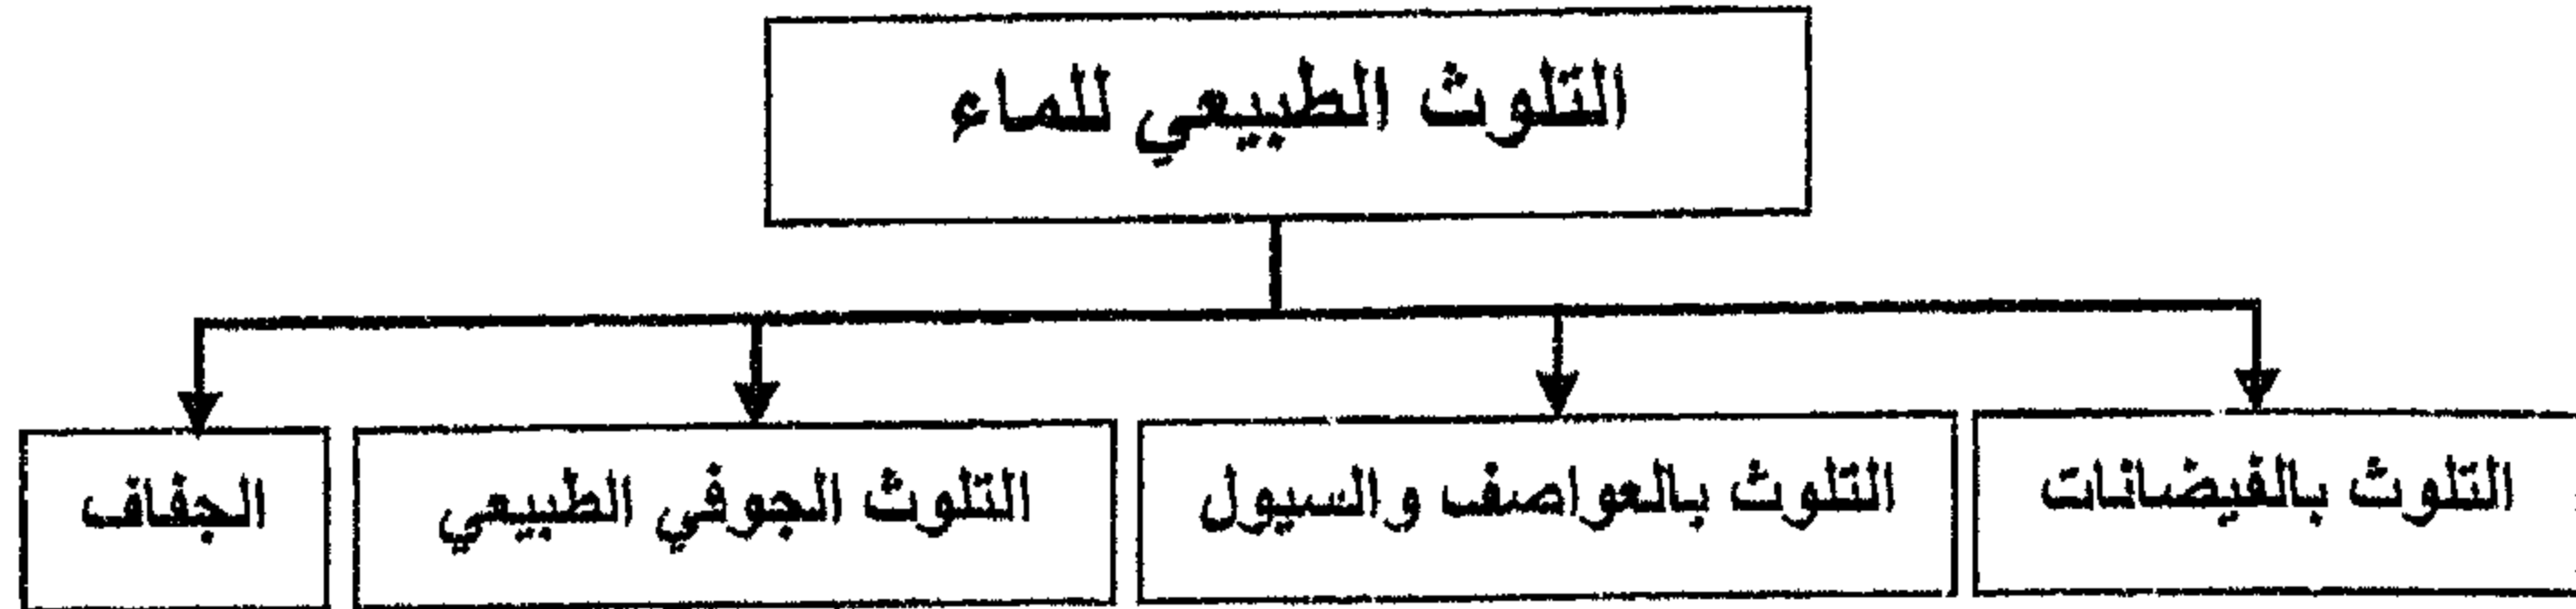 التلوث الطبيعي للماء
التلوث بالفيضانات
التلوث بالعواصف والسيول
التلوث الجوفي الطبيعي
الجفاف